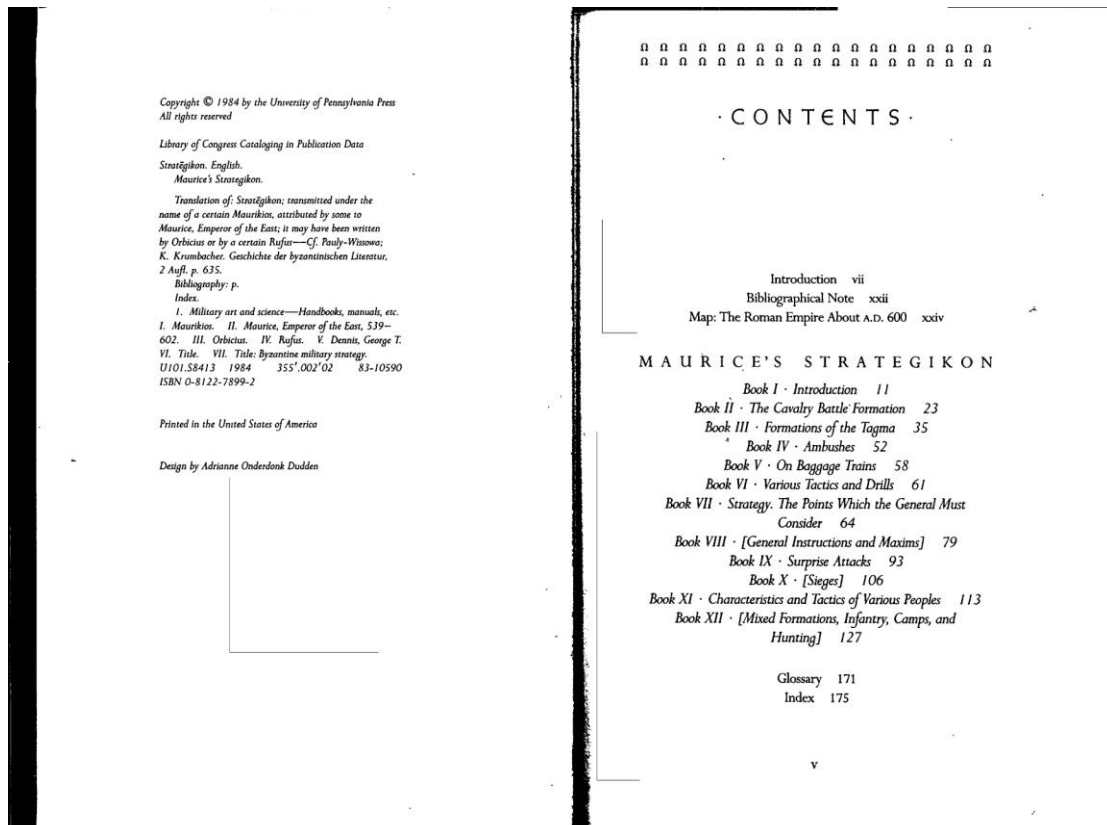 Copyright © 1984 by the University of Pennsylvania Press
All rights reserved
Library of Congress Cataloging in Publication Data
Stratēgikon. English.
Maurice's Strategikon.
Translation of: Stratēgikon; transmitted under the
name of a certain Maurikios, attributed by some to
Maurice, Emperor of the East; it may have been written
by Orbicius or by a certain Rufus——Cf. Pauly-Wissowa;
K. Krumbacher. Geschichte der byzantinischen Literatur,
2 Aufl. p. 635.
Bibliography: p.
Index.
1. Military art and science—Handbooks, manuals, etc.
I. Maurikios. II. Maurice, Emperor of the East, 539–
602. III. Orbicius. IV. Rufus. V. Dennis, George T.
VI. Title. VII. Title: Byzantine military strategy.
U101.S8413 1984 355'.002'02 83-10590
ISBN 0-8122-7899-2
Printed in the United States of America
Design by Adrianne Onderdonk Dudden
Ω Ω Ω Ω Ω Ω Ω Ω Ω Ω Ω Ω Ω Ω Ω Ω Ω Ω Ω
Ω Ω Ω Ω Ω Ω Ω Ω Ω Ω Ω Ω Ω Ω Ω Ω Ω Ω Ω
· CONTENTS ·
Introduction vii
Bibliographical Note xxii
Map: The Roman Empire About A.D. 600 xxiv
MAURICE'S STRATEGIKON
Book I · Introduction 11
Book II · The Cavalry Battle Formation 23
Book III · Formations of the Tagma 35
Book IV · Ambushes 52
Book V · On Baggage Trains 58
Book VI · Various Tactics and Drills 61
Book VII · Strategy. The Points Which the General Must
Consider 64
Book VIII · [General Instructions and Maxims] 79
Book IX · Surprise Attacks 93
Book X · [Sieges] 106
Book XI · Characteristics and Tactics of Various Peoples 113
Book XII · [Mixed Formations, Infantry, Camps, and
Hunting] 127
Glossary 171
Index 175
v